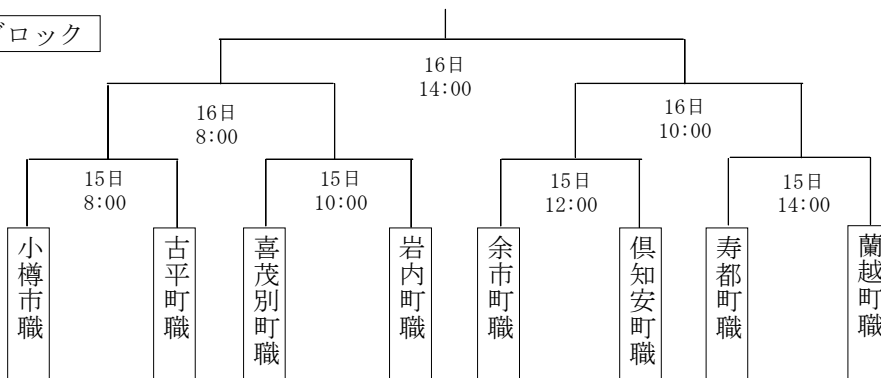 ブロック
16日
14:00
16日
8:00
16日
10:00
15日
8:00
15日
10:00
15日
12:00
15日
14:00
小樽市職
古平町職
喜茂別町職
岩内町職
余市町職
倶知安町職
寿都町職
蘭越町職